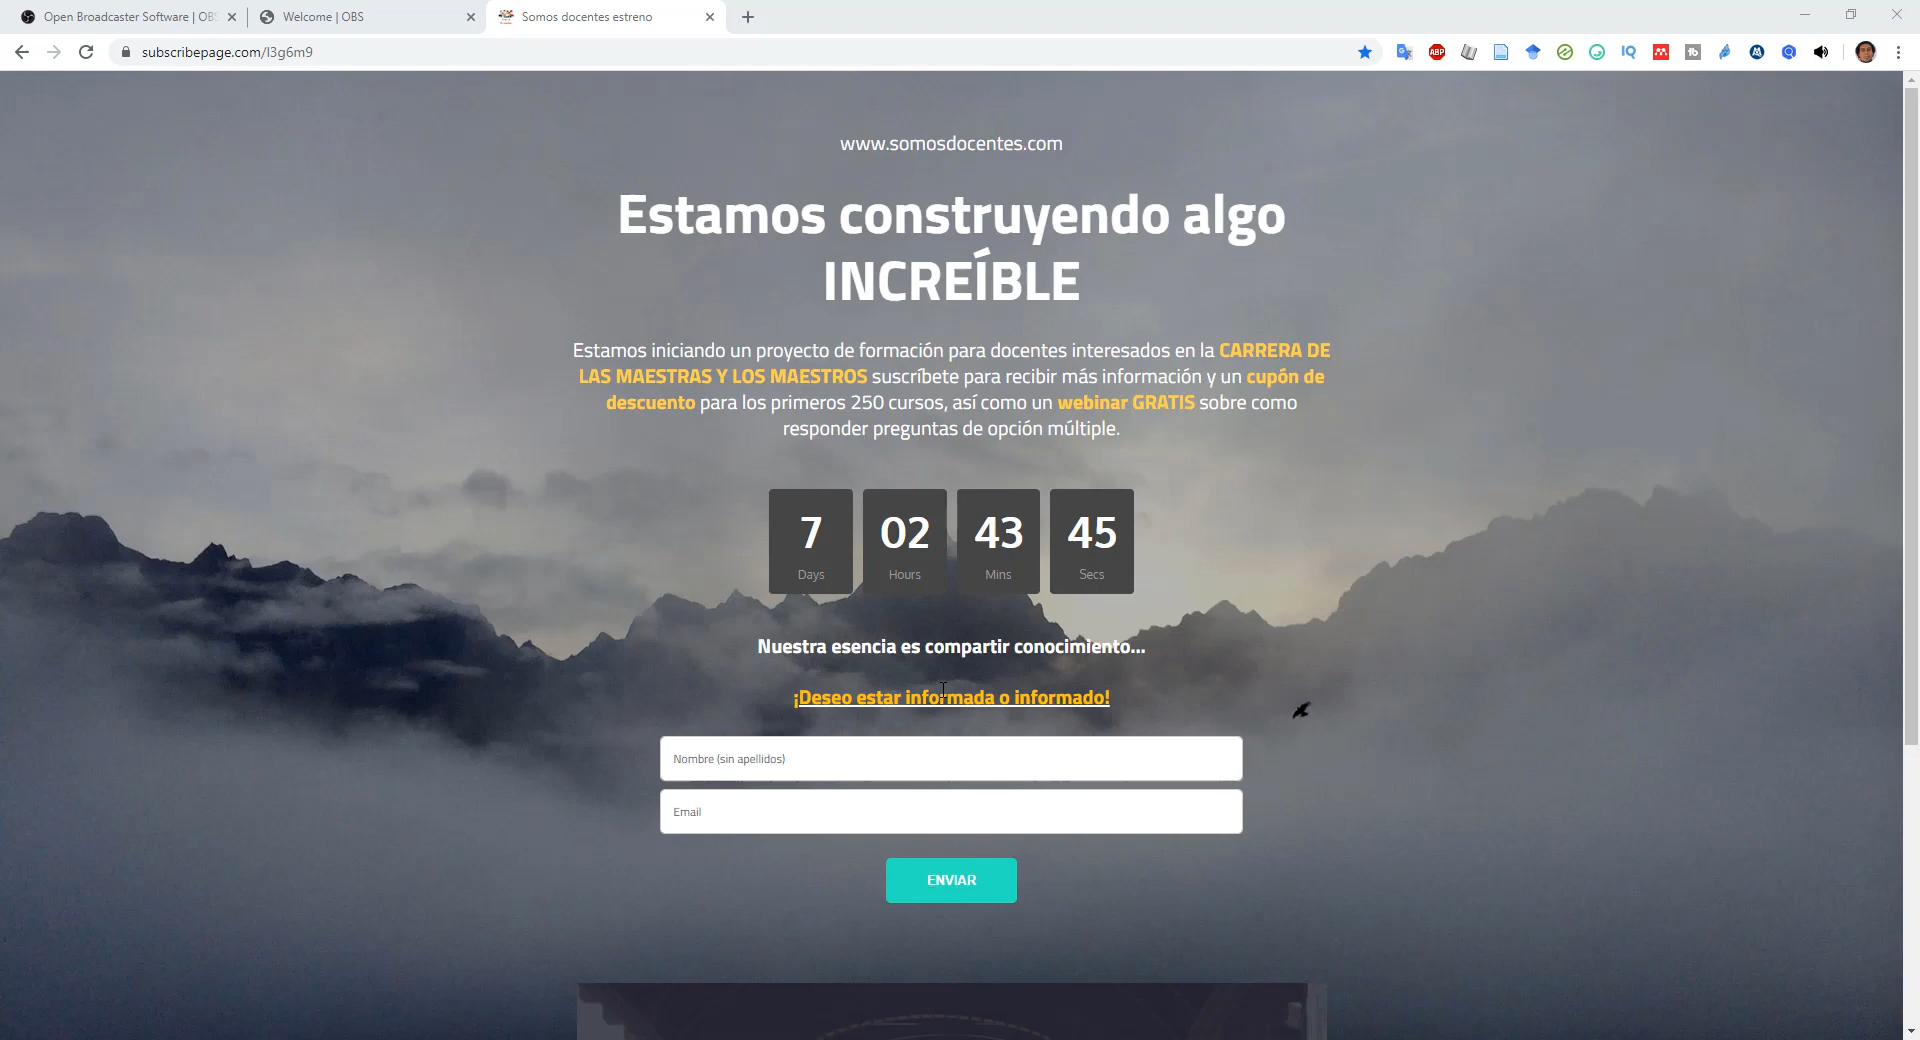 Open Broadcaster Software | OBS
Welcome | OBS
Somos docentes estreno
subscribepage.com/l3g6m9
ABP
IQ
www.somosdocentes.com
Estamos construyendo algo
INCREÍBLE
Estamos iniciando un proyecto de formación para docentes interesados en la CARRERA DE
LAS MAESTRAS Y LOS MAESTROS suscríbete para recibir más información y un cupón de
descuento para los primeros 250 cursos, así como un webinar GRATIS sobre como
responder preguntas de opción múltiple.
7 02 43 45
Days Hours Mins Secs
Nuestra esencia es compartir conocimiento...
¡Deseo estar informada o informado!
Nombre (sin apellidos)
Email
ENVIAR